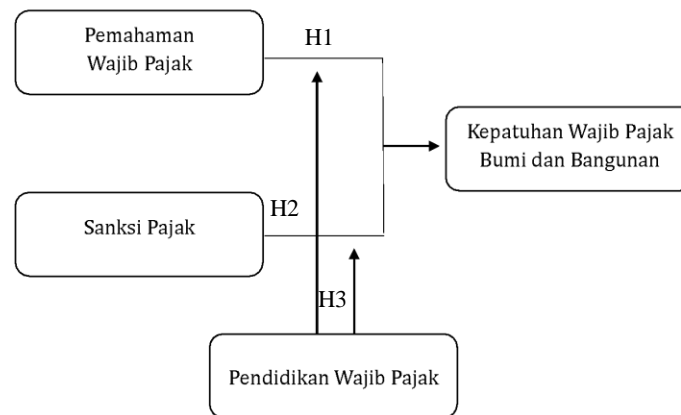 H1
Pemahaman
Wajib Pajak
Kepatuhan Wajib Pajak
Bumi dan Bangunan
H2
Sanksi Pajak
H3
Pendidikan Wajib Pajak